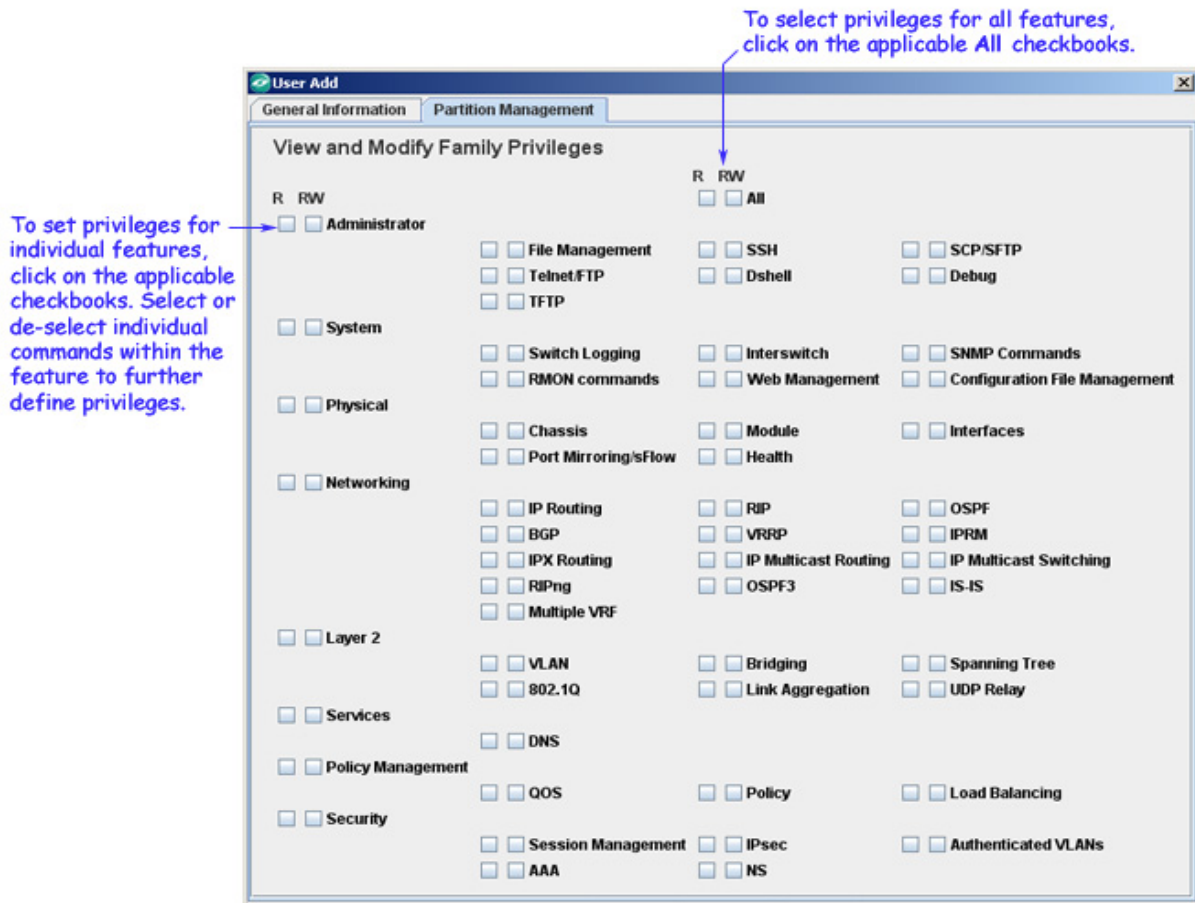 To select privileges for all features,
click on the applicable All checkbooks.
User Add
General Information Partition Management
View and Modify Family Privileges
R RW
All
R RW
To set privileges for
individual features,
click on the applicable
checkbooks. Select or
de-select individual
commands within the
feature to further
define privileges.
Administrator
File Management SSH SCP/SFTP
Telnet/FTP Dshell Debug
TFTP
System
Switch Logging Interswitch SNMP Commands
RMON commands Web Management Configuration File Management
Physical
Chassis Module Interfaces
Port Mirroring/sFlow Health
Networking
IP Routing RIP OSPF
BGP VRRP IPRM
IPX Routing IP Multicast Routing IP Multicast Switching
RIPng OSPF3 IS-IS
Multiple VRF
Layer 2
VLAN Bridging Spanning Tree
802.1Q Link Aggregation UDP Relay
Services
DNS
Policy Management
QOS Policy Load Balancing
Security
Session Management IPsec Authenticated VLANs
AAA NS